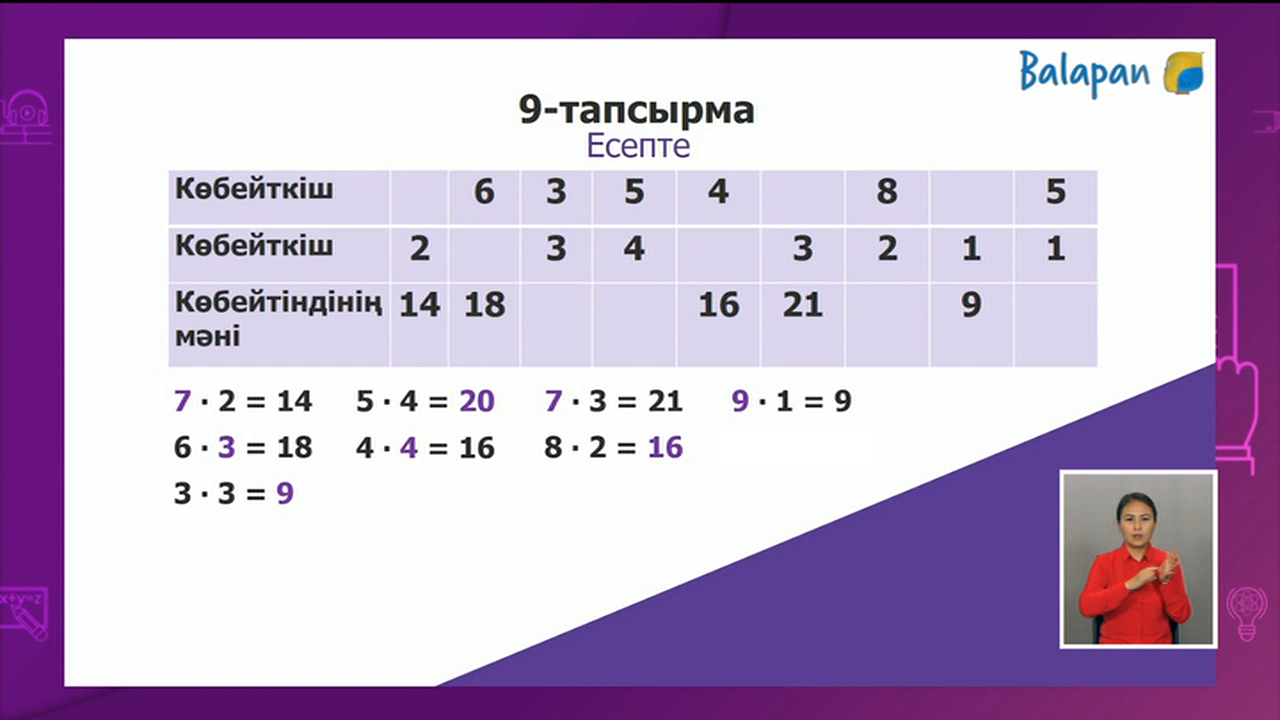 Balapan
9-тапсырма
Есепте
Көбейткіш 6 3 5 4 8 5
Көбейткіш 2 3 4 3 2 1 1
Көбейтіндінің мәні 14 18 16 21 9
7 · 2 = 14 5 · 4 = 20 7 · 3 = 21 9 · 1 = 9
6 · 3 = 18 4 · 4 = 16 8 · 2 = 16
3 · 3 = 9
x+y=z